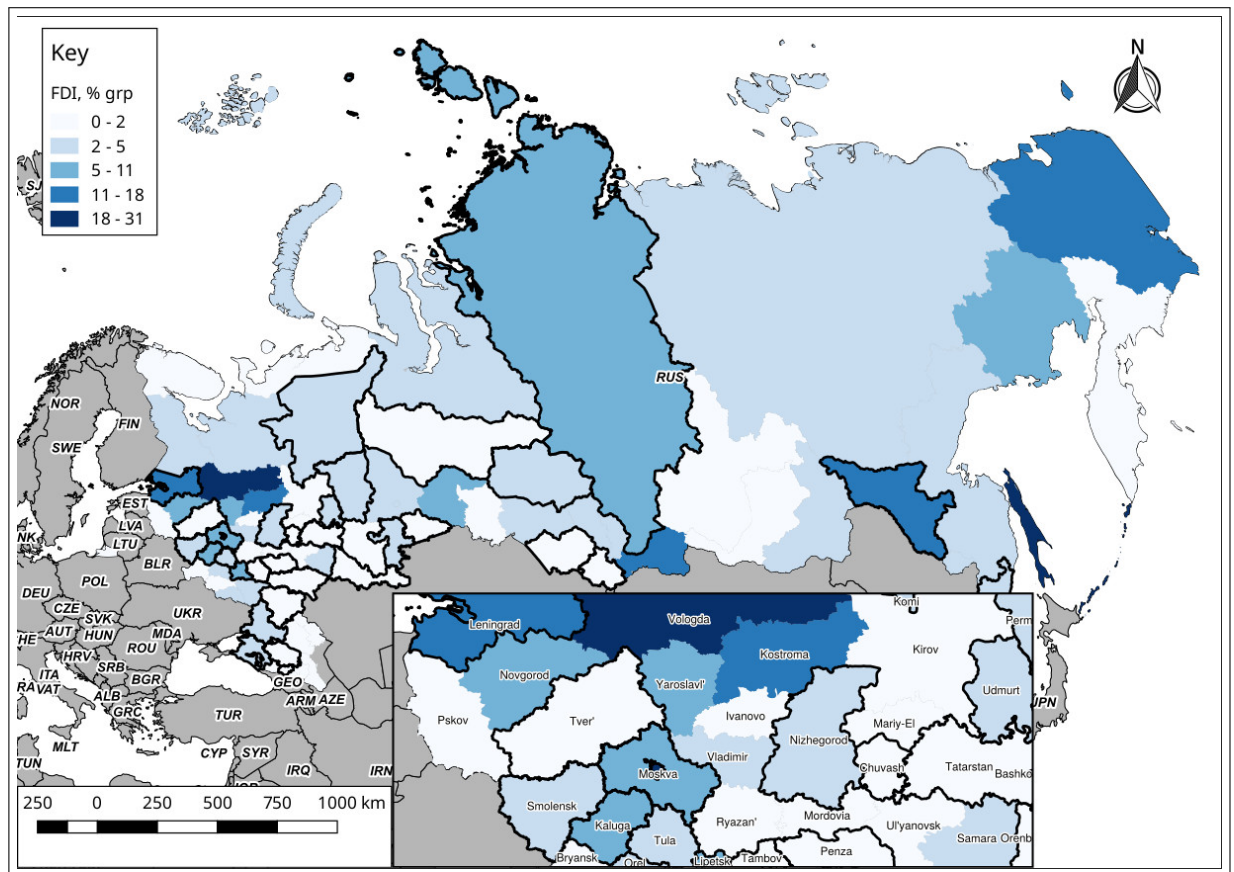 Key
FDI, % grp
0 - 2
2 - 5
5 - 11
11 - 18
18 - 31
N
SJ
RUS
NOR
FIN
SWE
EST
LVA
NK
LTU
BLR
DEU
POL
CZE
SVK
UKR
HE
AUT
HUN
MDA
HRV
ROU
ITA
SRB
RA
VAT
BGR
GEO
ALB
ARM
AZE
GRC
TUR
MLT
CYP
SYR
TUN
IRQ
IRN
JPN
250 0 250 500 750 1000 km
Leningrad
Vologda
Komi
Perm
Kirov
Kostroma
Novgorod
Yaroslavl'
Udmurt
Pskov
Tver'
Ivanovo
Mariy-El
Nizhegorod
Vladimir
Chuvash
Tatarstan
Moskva
Bashko
Smolensk
Kaluga
Ryazan'
Mordovia
Ul'yanovsk
Tula
Samara
Orenb
Bryansk
Orel
Lipetsk
Tambov
Penza